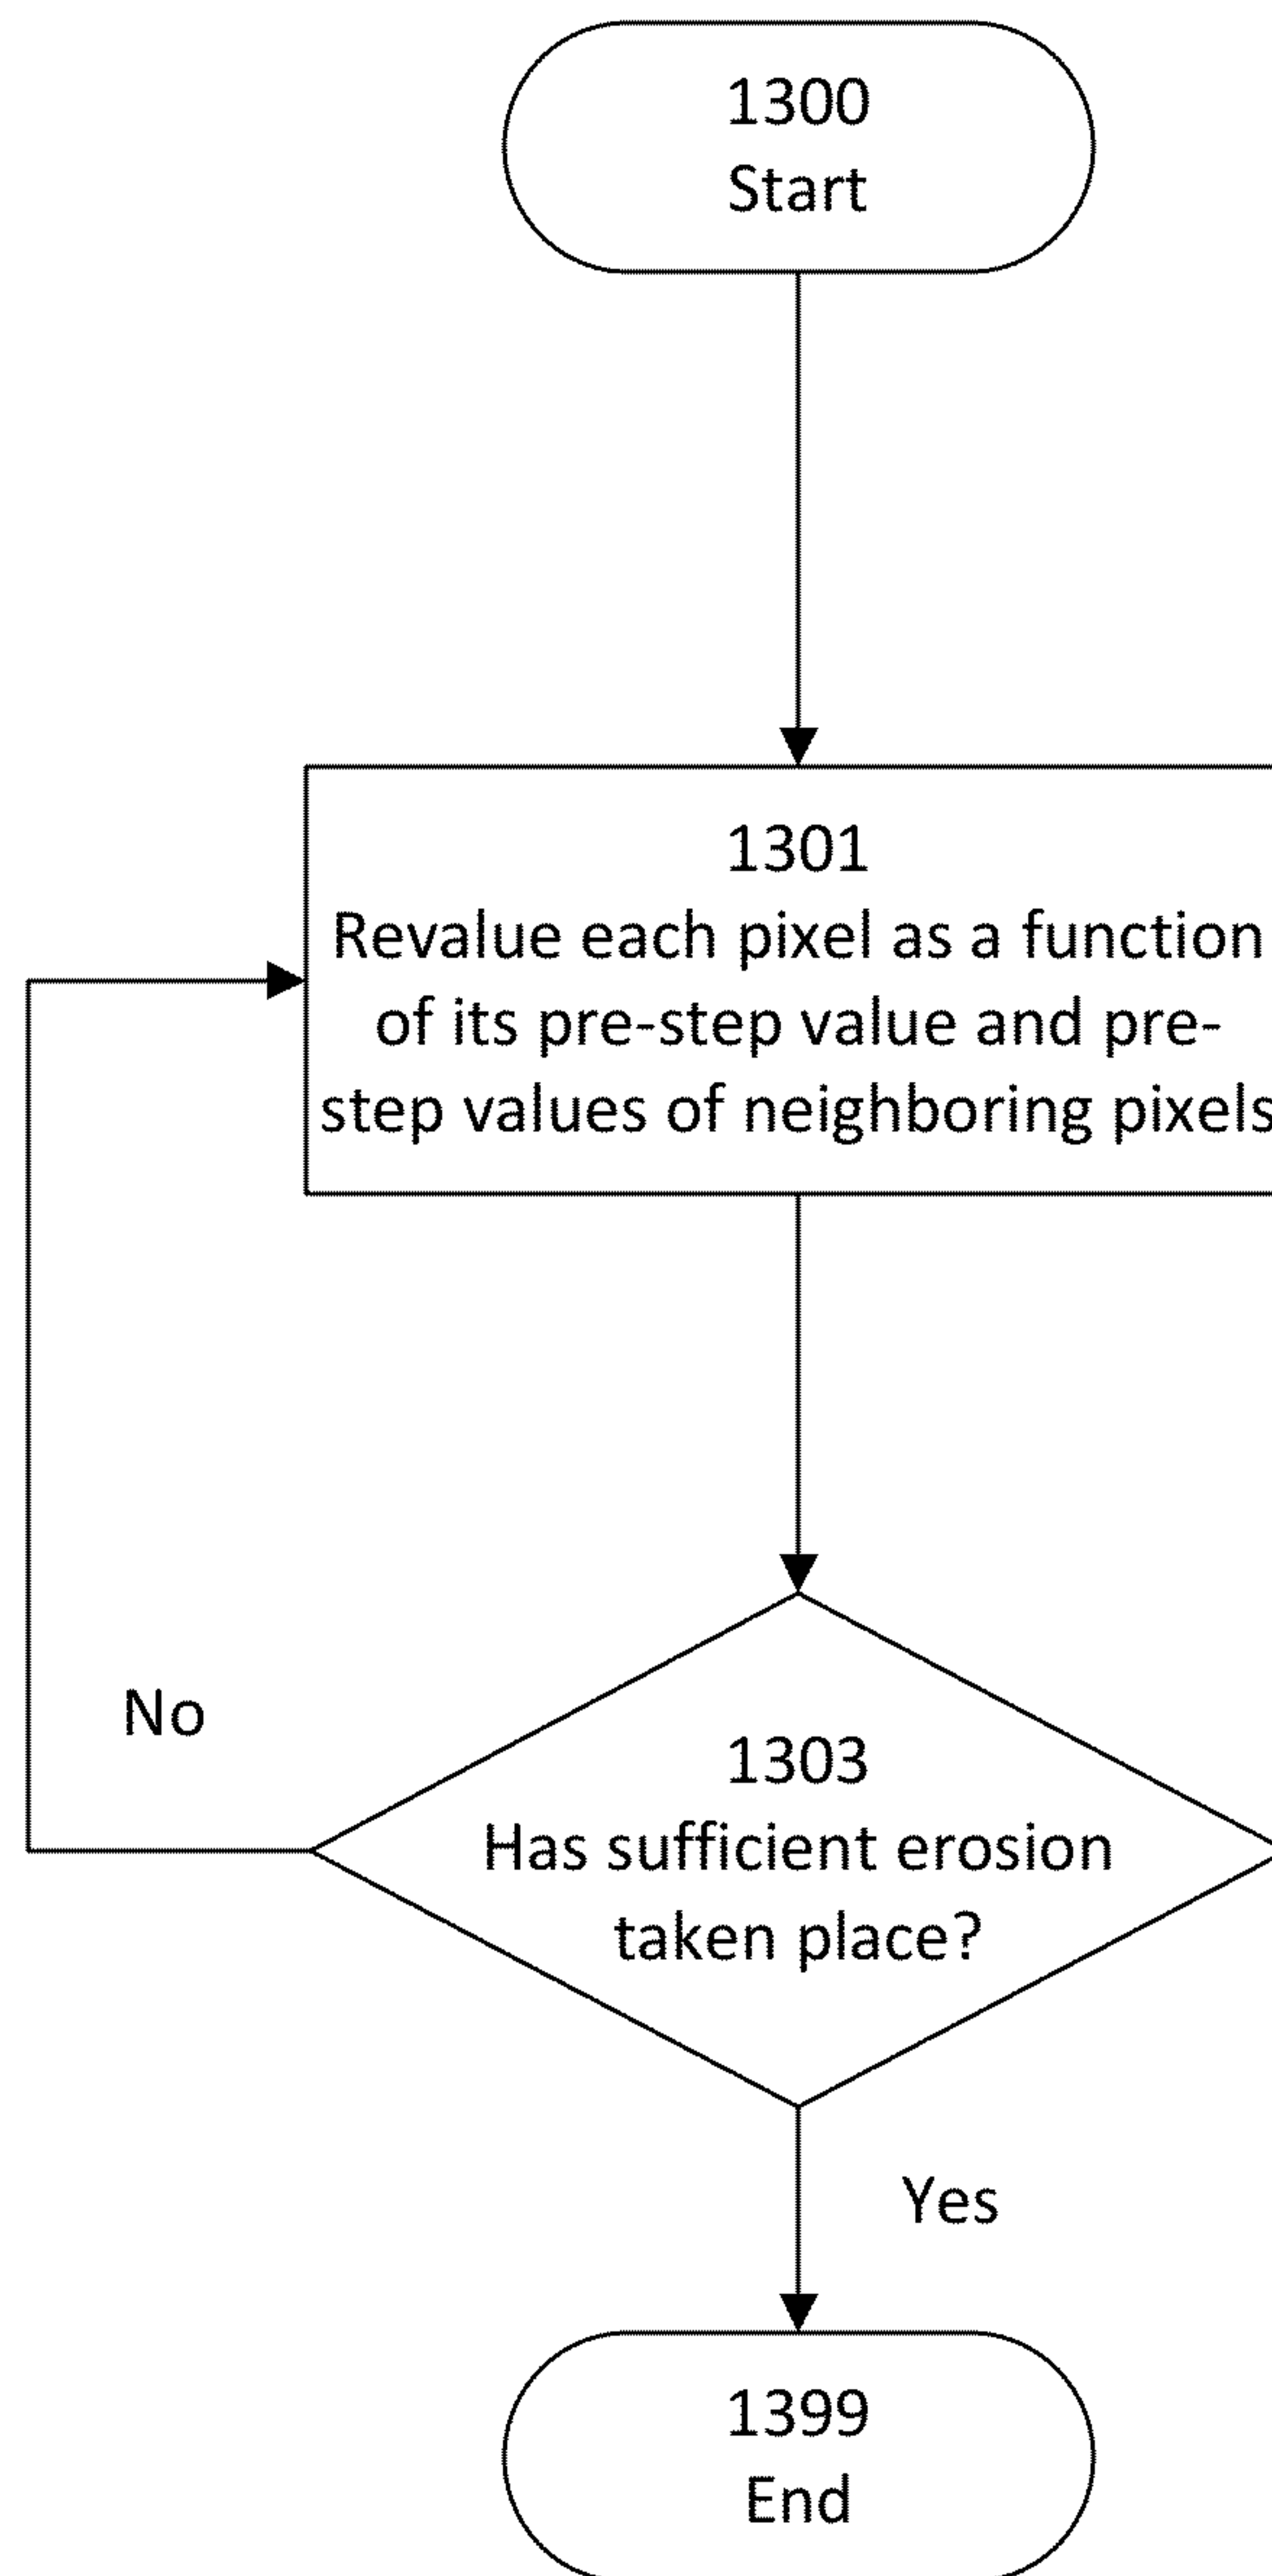 1300
Start
1301
Revalue each pixel as a function
of its pre-step value and pre-
step values of neighboring pixels
No
1303
Has sufficient erosion
taken place?
Yes
1399
End